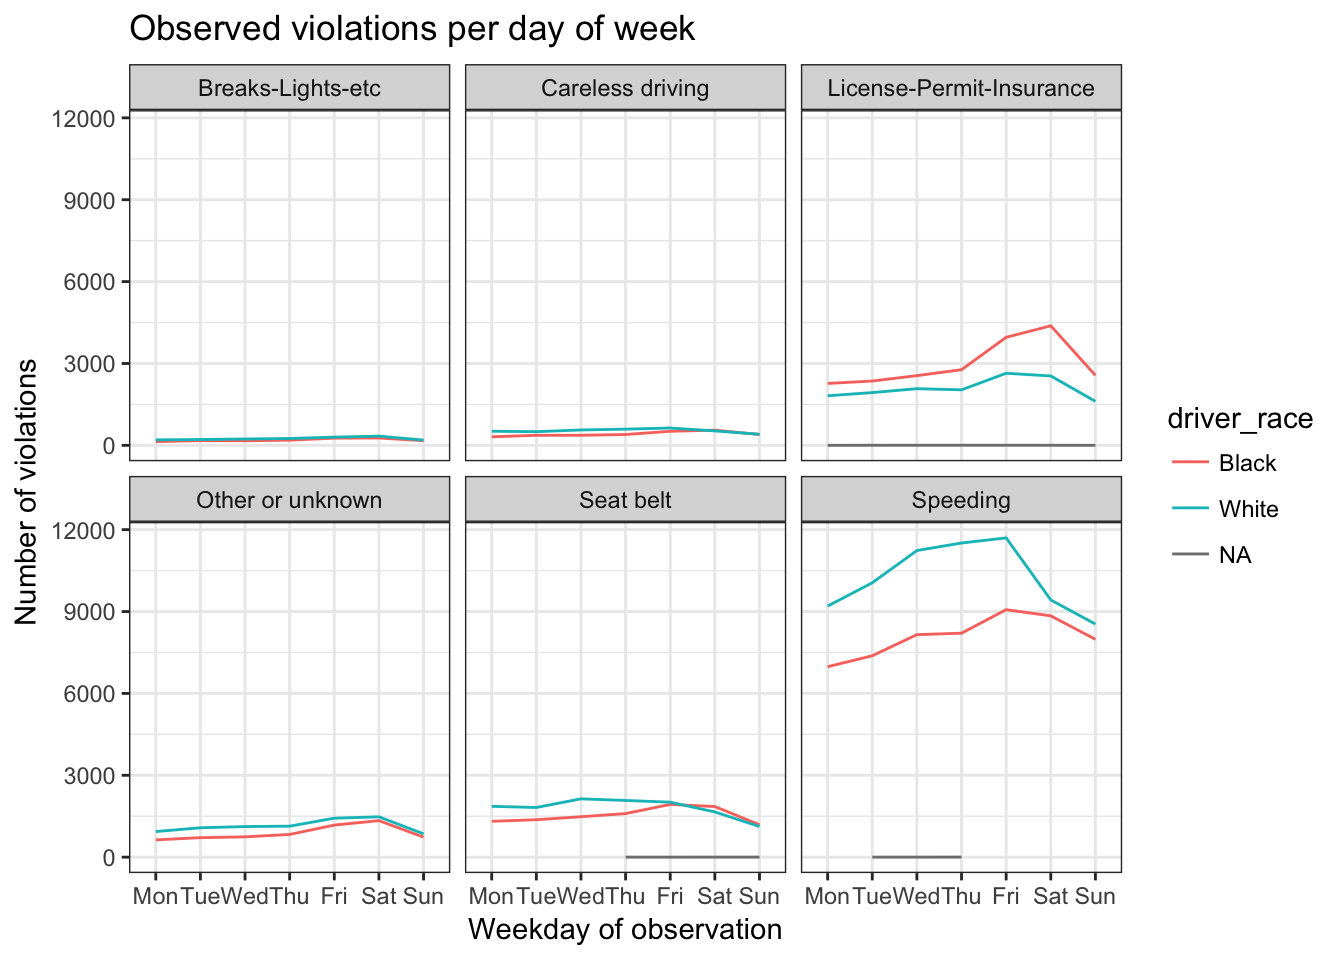 Observed violations per day of week
Breaks-Lights-etc Careless driving License-Permit-Insurance
12000
9000
6000
3000
0
Other or unknown Seat belt Speeding
12000
9000
6000
3000
0
Mon Tue Wed Thu Fri Sat Sun Mon Tue Wed Thu Fri Sat Sun Mon Tue Wed Thu Fri Sat Sun
Weekday of observation
Number of violations
driver_race
Black
White
NA